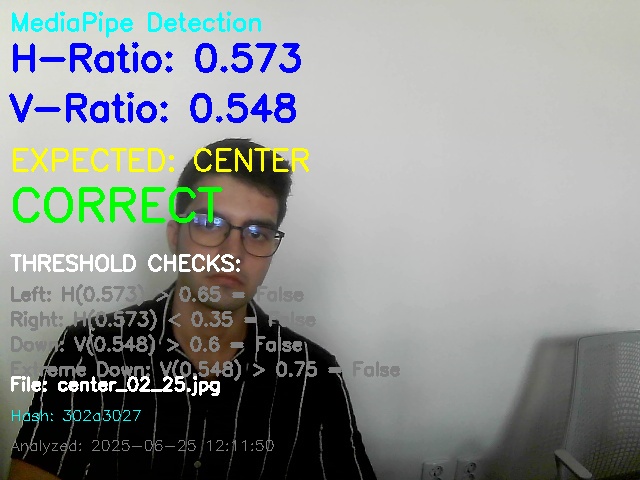 MediaPipe Detection
H-Ratio: 0.573
V-Ratio: 0.548
EXPECTED: CENTER
CORRECT
THRESHOLD CHECKS:
Left: H(0.573) > 0.65 = False
Right: H(0.573) < 0.35 = False
Down: V(0.548) > 0.6 = False
Extreme Down: V(0.548) > 0.75 = False
File: center_02_25.jpg
Hash: 302a3027
Analyzed: 2025-06-25 12:11:50